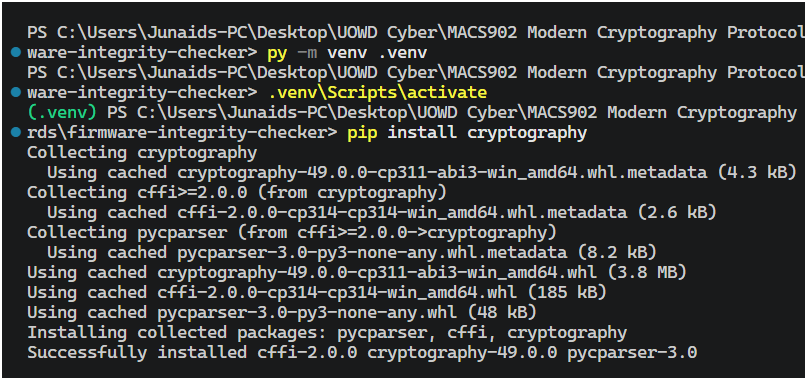 PS C:\Users\Junaids-PC\Desktop\UOWD Cyber\MACS902 Modern Cryptography Protocol
ware-integrity-checker> py -m venv .venv
PS C:\Users\Junaids-PC\Desktop\UOWD Cyber\MACS902 Modern Cryptography Protocol
ware-integrity-checker> .venv\Scripts\activate
(.venv) PS C:\Users\Junaids-PC\Desktop\UOWD Cyber\MACS902 Modern Cryptography
rds\firmware-integrity-checker> pip install cryptography
Collecting cryptography
  Using cached cryptography-49.0.0-cp311-abi3-win_amd64.whl.metadata (4.3 kB)
Collecting cffi>=2.0.0 (from cryptography)
  Using cached cffi-2.0.0-cp314-cp314-win_amd64.whl.metadata (2.6 kB)
Collecting pycparser (from cffi>=2.0.0->cryptography)
  Using cached pycparser-3.0-py3-none-any.whl.metadata (8.2 kB)
Using cached cryptography-49.0.0-cp311-abi3-win_amd64.whl (3.8 MB)
Using cached cffi-2.0.0-cp314-cp314-win_amd64.whl (185 kB)
Using cached pycparser-3.0-py3-none-any.whl (48 kB)
Installing collected packages: pycparser, cffi, cryptography
Successfully installed cffi-2.0.0 cryptography-49.0.0 pycparser-3.0